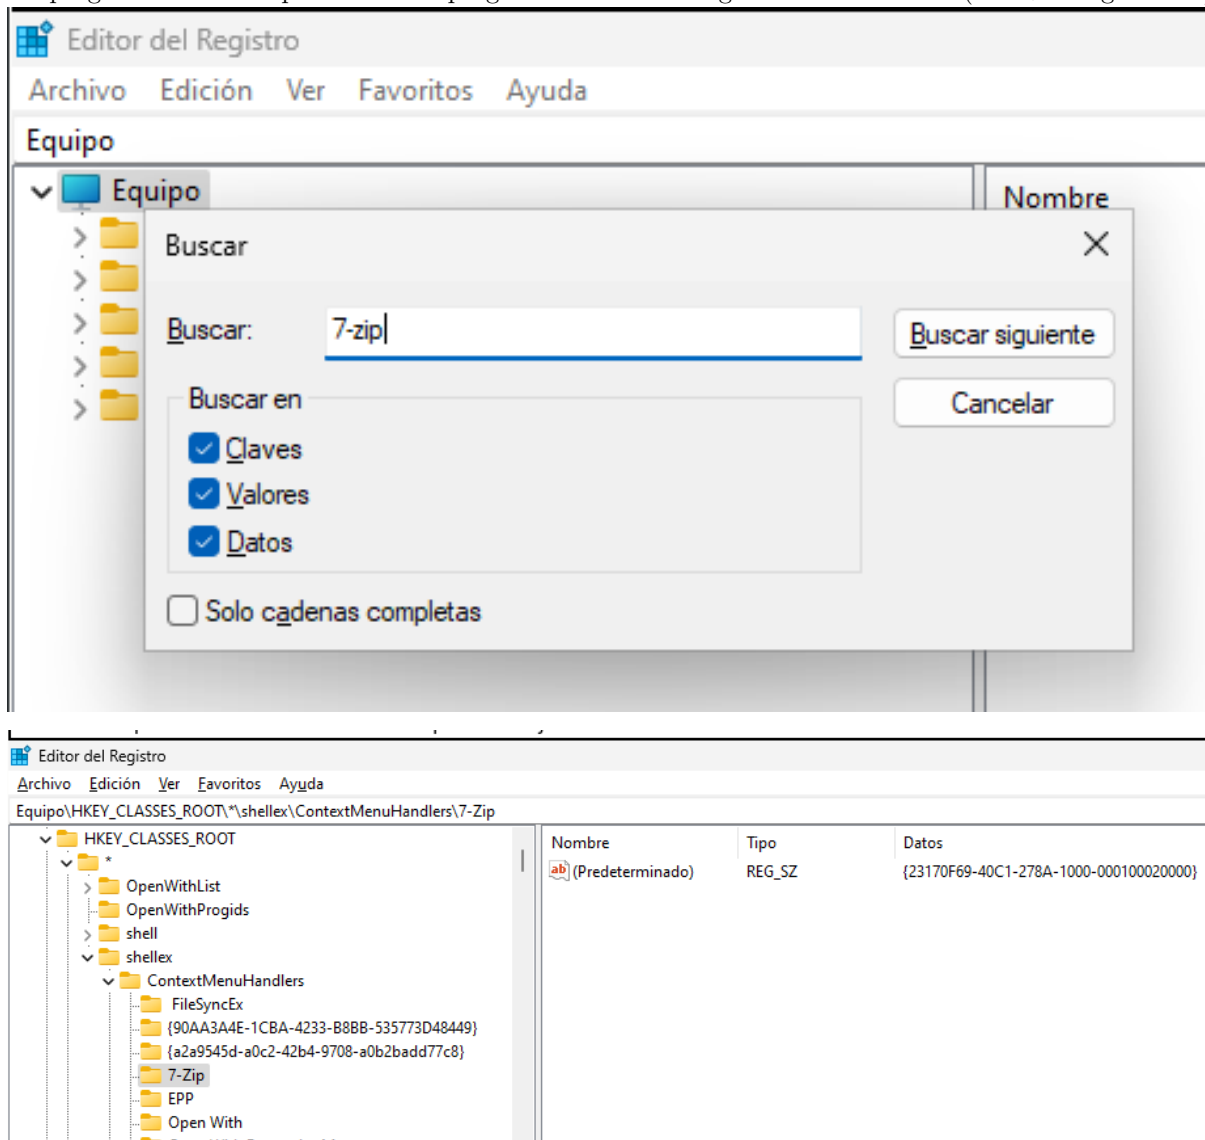 Editor del Registro
Archivo Edición Ver Favoritos Ayuda
Equipo
Equipo
Nombre
Buscar
Buscar: 7-zip Buscar siguiente
Buscar en Cancelar
Claves
Valores
Datos
Solo cadenas completas
Editor del Registro
Archivo Edición Ver Favoritos Ayuda
Equipo\HKEY_CLASSES_ROOT\*\shellex\ContextMenuHandlers\7-Zip
HKEY_CLASSES_ROOT Nombre Tipo Datos
* ab (Predeterminado) REG_SZ {23170F69-40C1-278A-1000-000100020000}
OpenWithList
OpenWithProgids
shell
shellex
ContextMenuHandlers
FileSyncEx
{90AA3A4E-1CBA-4233-B8BB-535773D48449}
{a2a9545d-a0c2-42b4-9708-a0b2badd77c8}
7-Zip
EPP
Open With